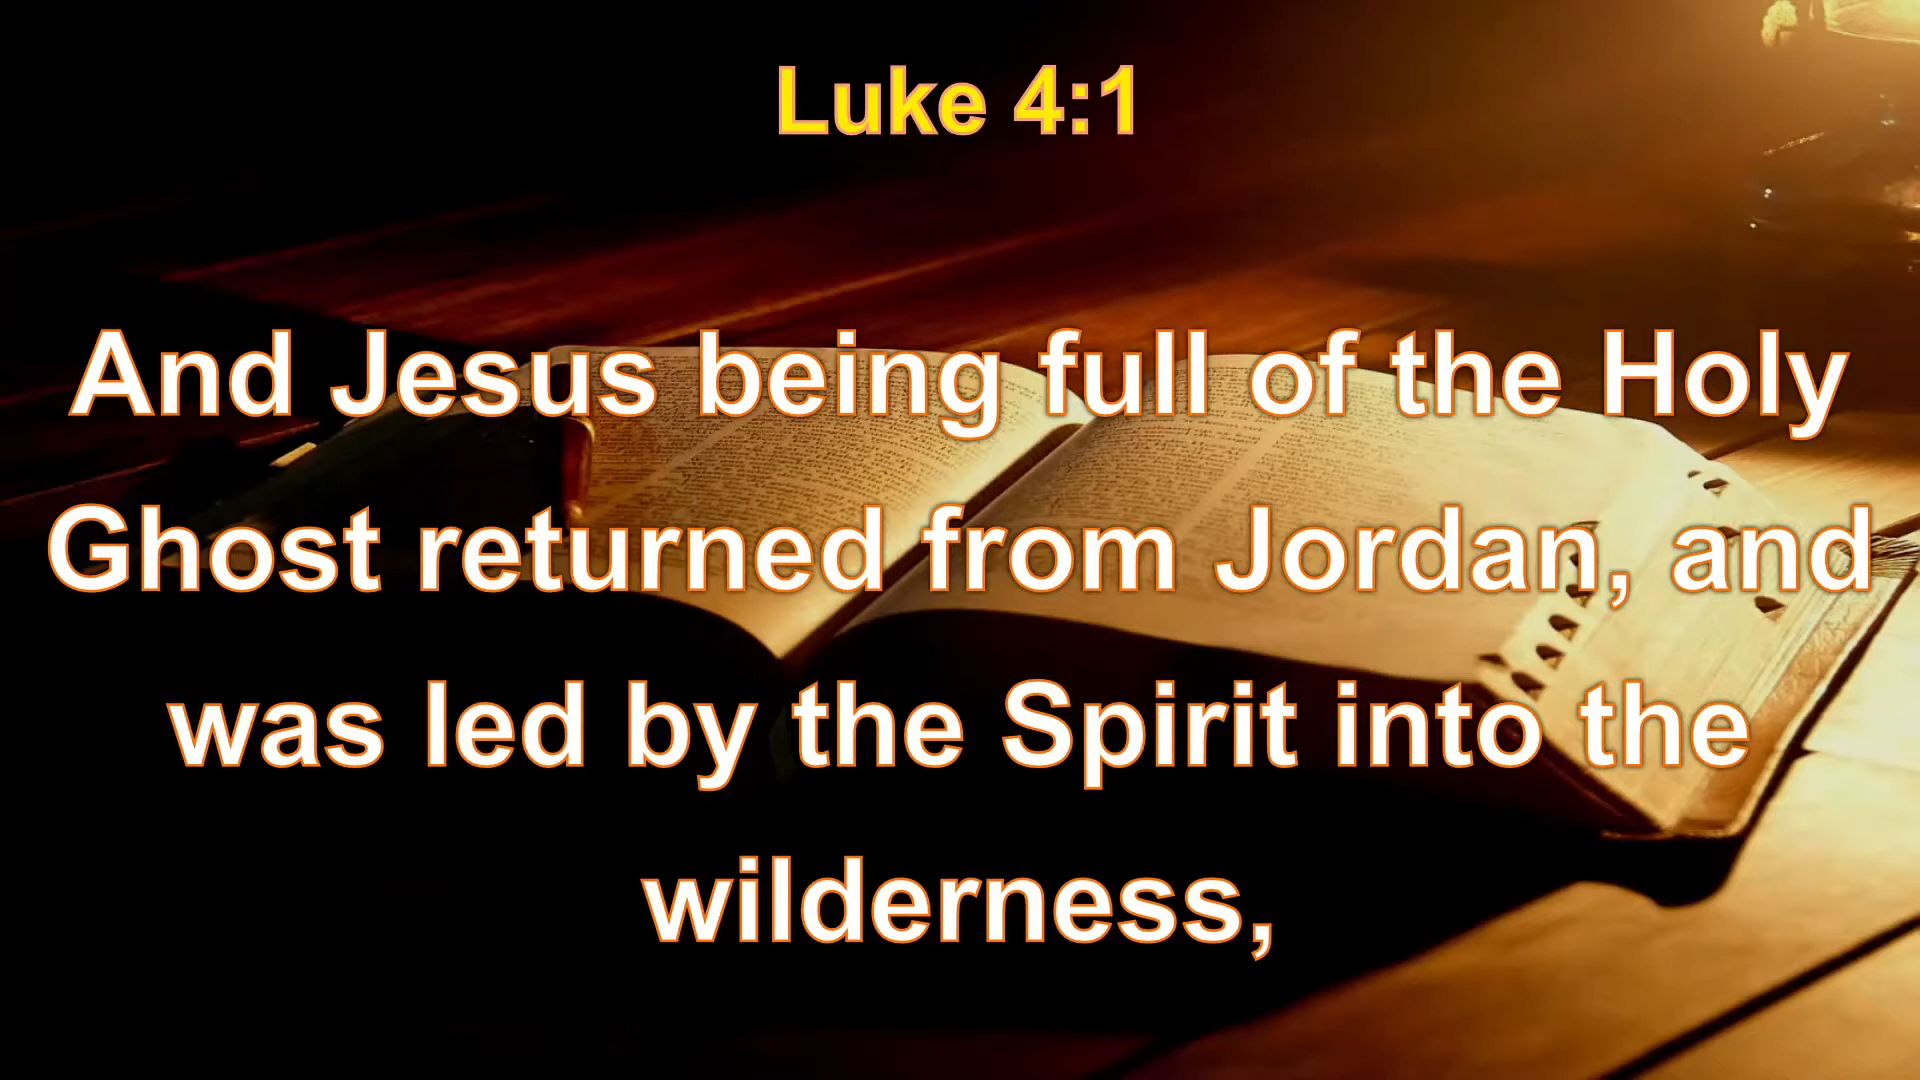 Luke 4:1
And Jesus being full of the Holy
Ghost returned from Jordan, and
was led by the Spirit into the
wilderness,